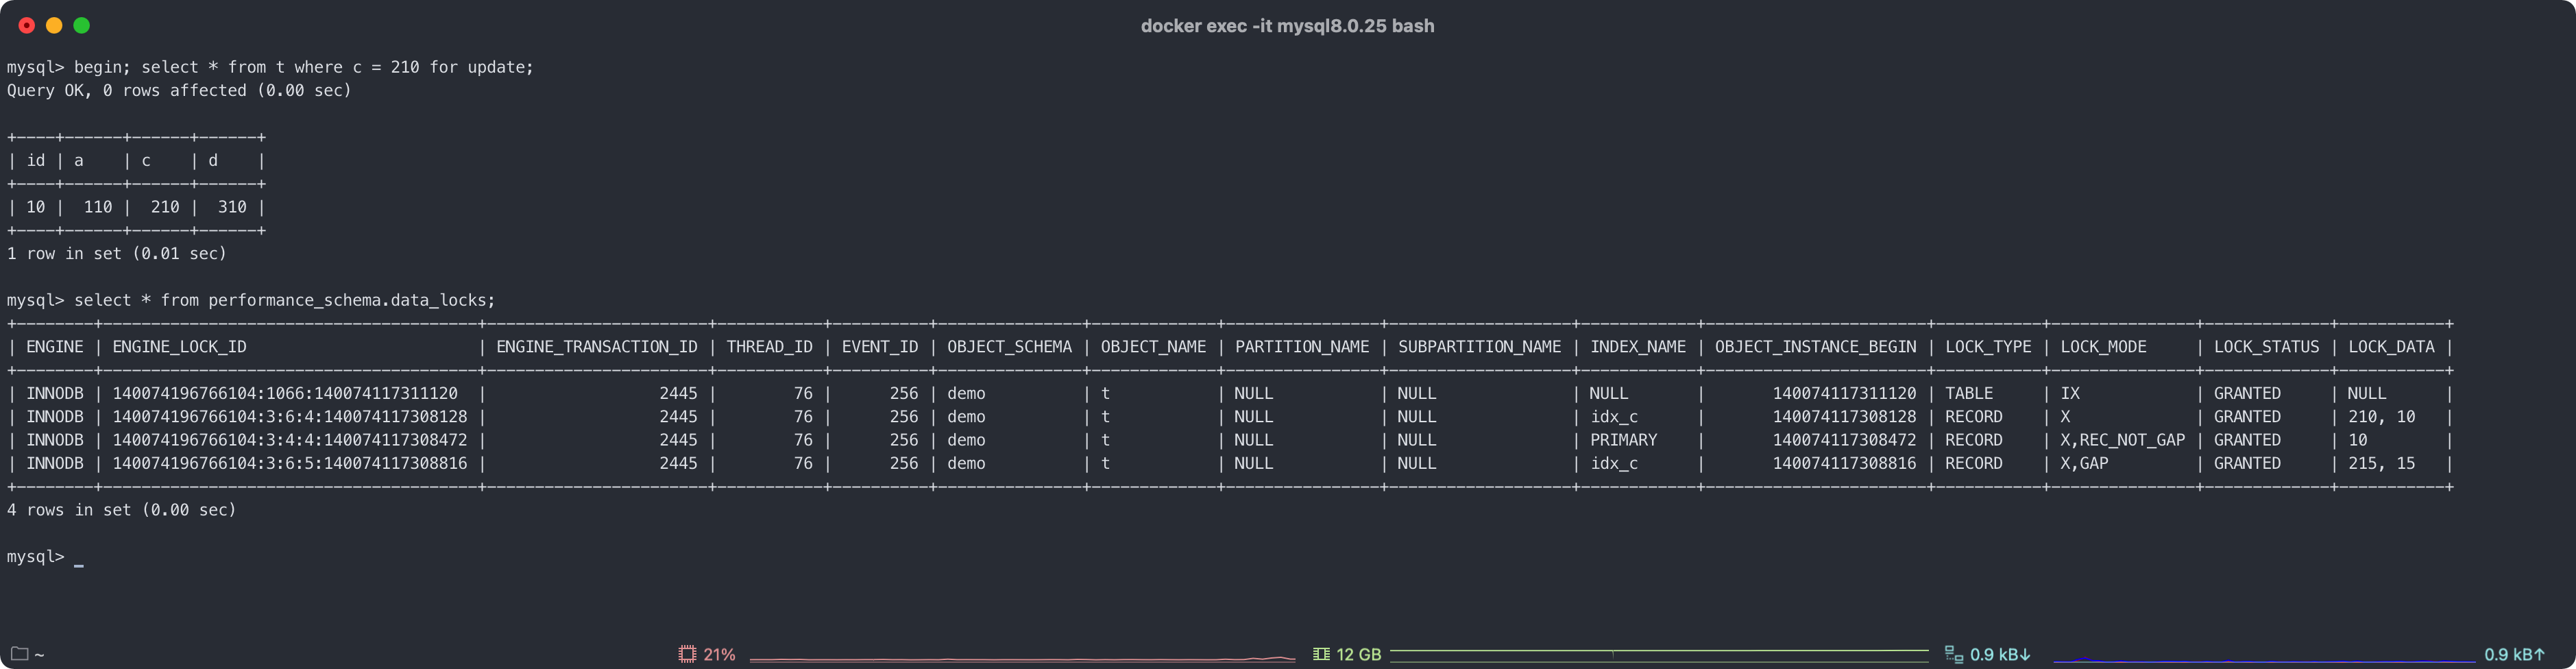 docker exec -it mysql8.0.25 bash
mysql> begin; select * from t where c = 210 for update;
Query OK, 0 rows affected (0.00 sec)
+----+------+------+------+
| id | a    | c    | d    |
+----+------+------+------+
| 10 |  110 |  210 |  310 |
+----+------+------+------+
1 row in set (0.01 sec)
mysql> select * from performance_schema.data_locks;
+--------+---------------------------------------+-----------------------+-----------+----------+---------------+-------------+----------------+-------------------+------------+-----------------------+-----------+---------------+-------------+-----------+
| ENGINE | ENGINE_LOCK_ID                        | ENGINE_TRANSACTION_ID | THREAD_ID | EVENT_ID | OBJECT_SCHEMA | OBJECT_NAME | PARTITION_NAME | SUBPARTITION_NAME | INDEX_NAME | OBJECT_INSTANCE_BEGIN | LOCK_TYPE | LOCK_MODE     | LOCK_STATUS | LOCK_DATA |
+--------+---------------------------------------+-----------------------+-----------+----------+---------------+-------------+----------------+-------------------+------------+-----------------------+-----------+---------------+-------------+-----------+
| INNODB | 140074196766104:1066:140074117311120  |                  2445 |        76 |      256 | demo          | t           | NULL           | NULL              | NULL       |       140074117311120 | TABLE     | IX            | GRANTED     | NULL      |
| INNODB | 140074196766104:3:6:4:140074117308128 |                  2445 |        76 |      256 | demo          | t           | NULL           | NULL              | idx_c      |       140074117308128 | RECORD    | X             | GRANTED     | 210, 10   |
| INNODB | 140074196766104:3:4:4:140074117308472 |                  2445 |        76 |      256 | demo          | t           | NULL           | NULL              | PRIMARY    |       140074117308472 | RECORD    | X,REC_NOT_GAP | GRANTED     | 10        |
| INNODB | 140074196766104:3:6:5:140074117308816 |                  2445 |        76 |      256 | demo          | t           | NULL           | NULL              | idx_c      |       140074117308816 | RECORD    | X,GAP         | GRANTED     | 215, 15   |
+--------+---------------------------------------+-----------------------+-----------+----------+---------------+-------------+----------------+-------------------+------------+-----------------------+-----------+---------------+-------------+-----------+
4 rows in set (0.00 sec)
mysql> _
~ 21% 12 GB 0.9 kB↓ 0.9 kB↑